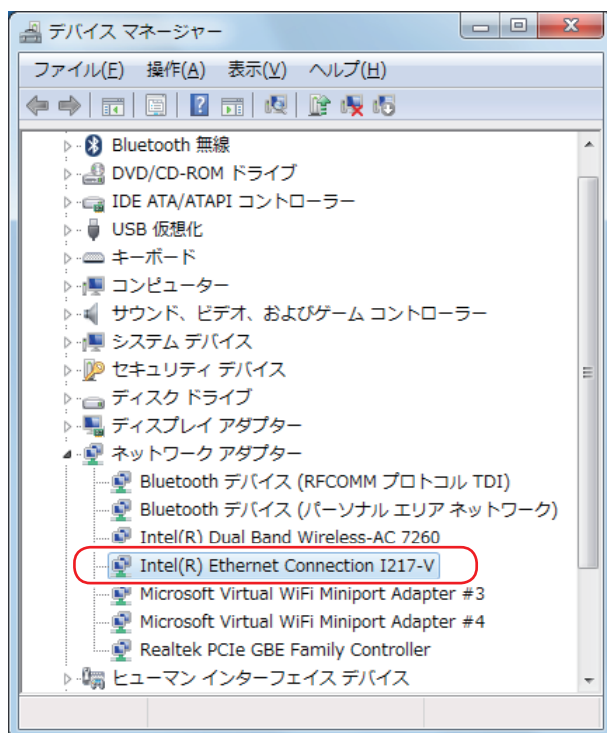 デバイス マネージャー
ファイル(F) 操作(A) 表示(V) ヘルプ(H)
Bluetooth 無線
DVD/CD-ROM ドライブ
IDE ATA/ATAPI コントローラー
USB 仮想化
キーボード
コンピューター
サウンド、ビデオ、およびゲーム コントローラー
システム デバイス
セキュリティ デバイス
ディスク ドライブ
ディスプレイ アダプター
ネットワーク アダプター
Bluetooth デバイス (RFCOMM プロトコル TDI)
Bluetooth デバイス (パーソナル エリア ネットワーク)
Intel(R) Dual Band Wireless-AC 7260
Intel(R) Ethernet Connection I217-V
Microsoft Virtual WiFi Miniport Adapter #3
Microsoft Virtual WiFi Miniport Adapter #4
Realtek PCIe GBE Family Controller
ヒューマン インターフェイス デバイス